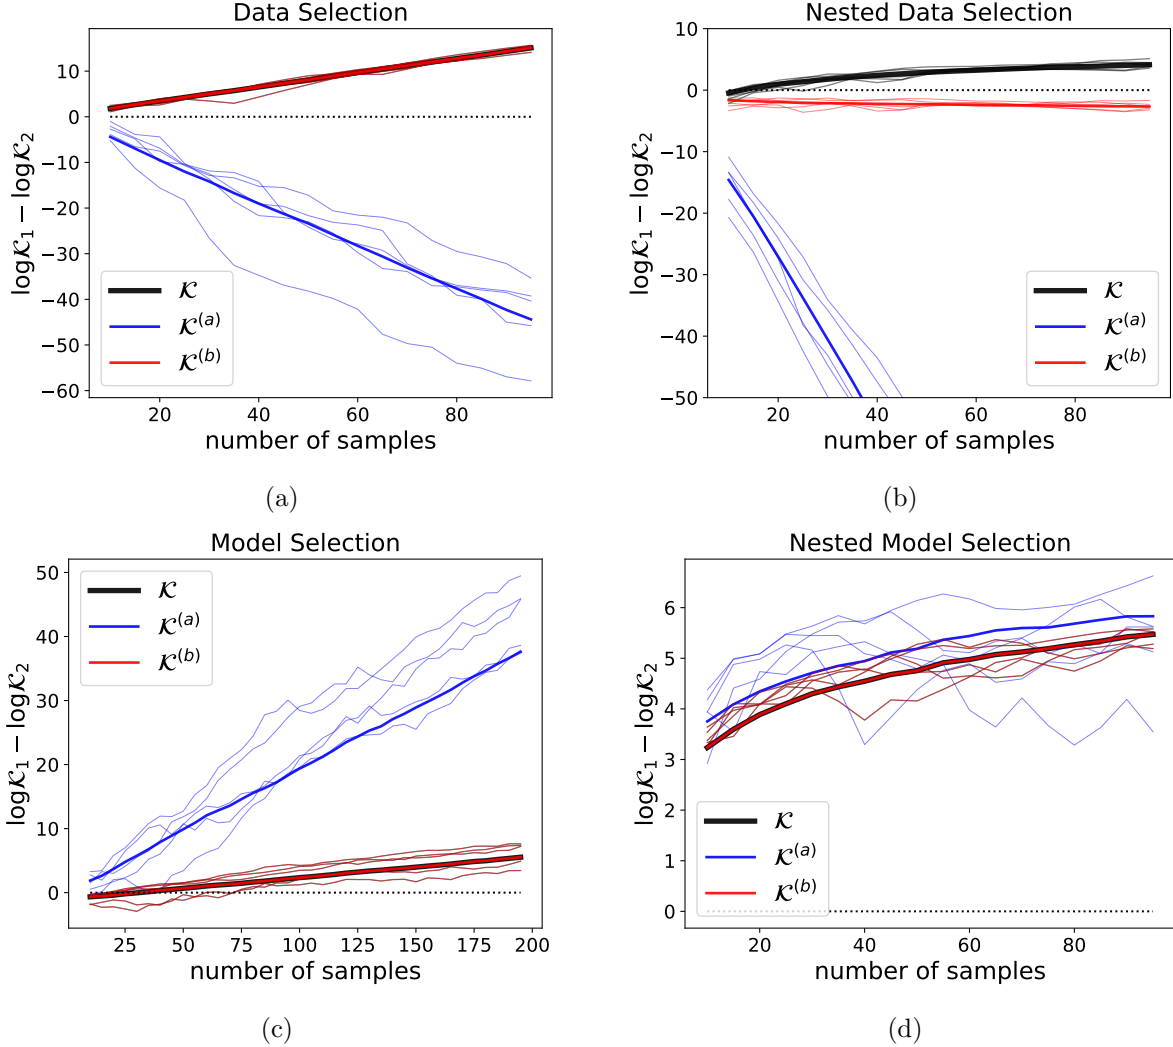 Data Selection
log𝒦₁ − log𝒦₂
10
0
−10
−20
−30
−40
−50
−60
𝒦
𝒦⁽ᵃ⁾
𝒦⁽ᵇ⁾
20 40 60 80
number of samples
(a)
Nested Data Selection
log𝒦₁ − log𝒦₂
10
0
−10
−20
−30
−40
−50
𝒦
𝒦⁽ᵃ⁾
𝒦⁽ᵇ⁾
20 40 60 80
number of samples
(b)
Model Selection
log𝒦₁ − log𝒦₂
50
40
30
20
10
0
𝒦
𝒦⁽ᵃ⁾
𝒦⁽ᵇ⁾
25 50 75 100 125 150 175 200
number of samples
(c)
Nested Model Selection
log𝒦₁ − log𝒦₂
6
5
4
3
2
1
0
𝒦
𝒦⁽ᵃ⁾
𝒦⁽ᵇ⁾
20 40 60 80
number of samples
(d)